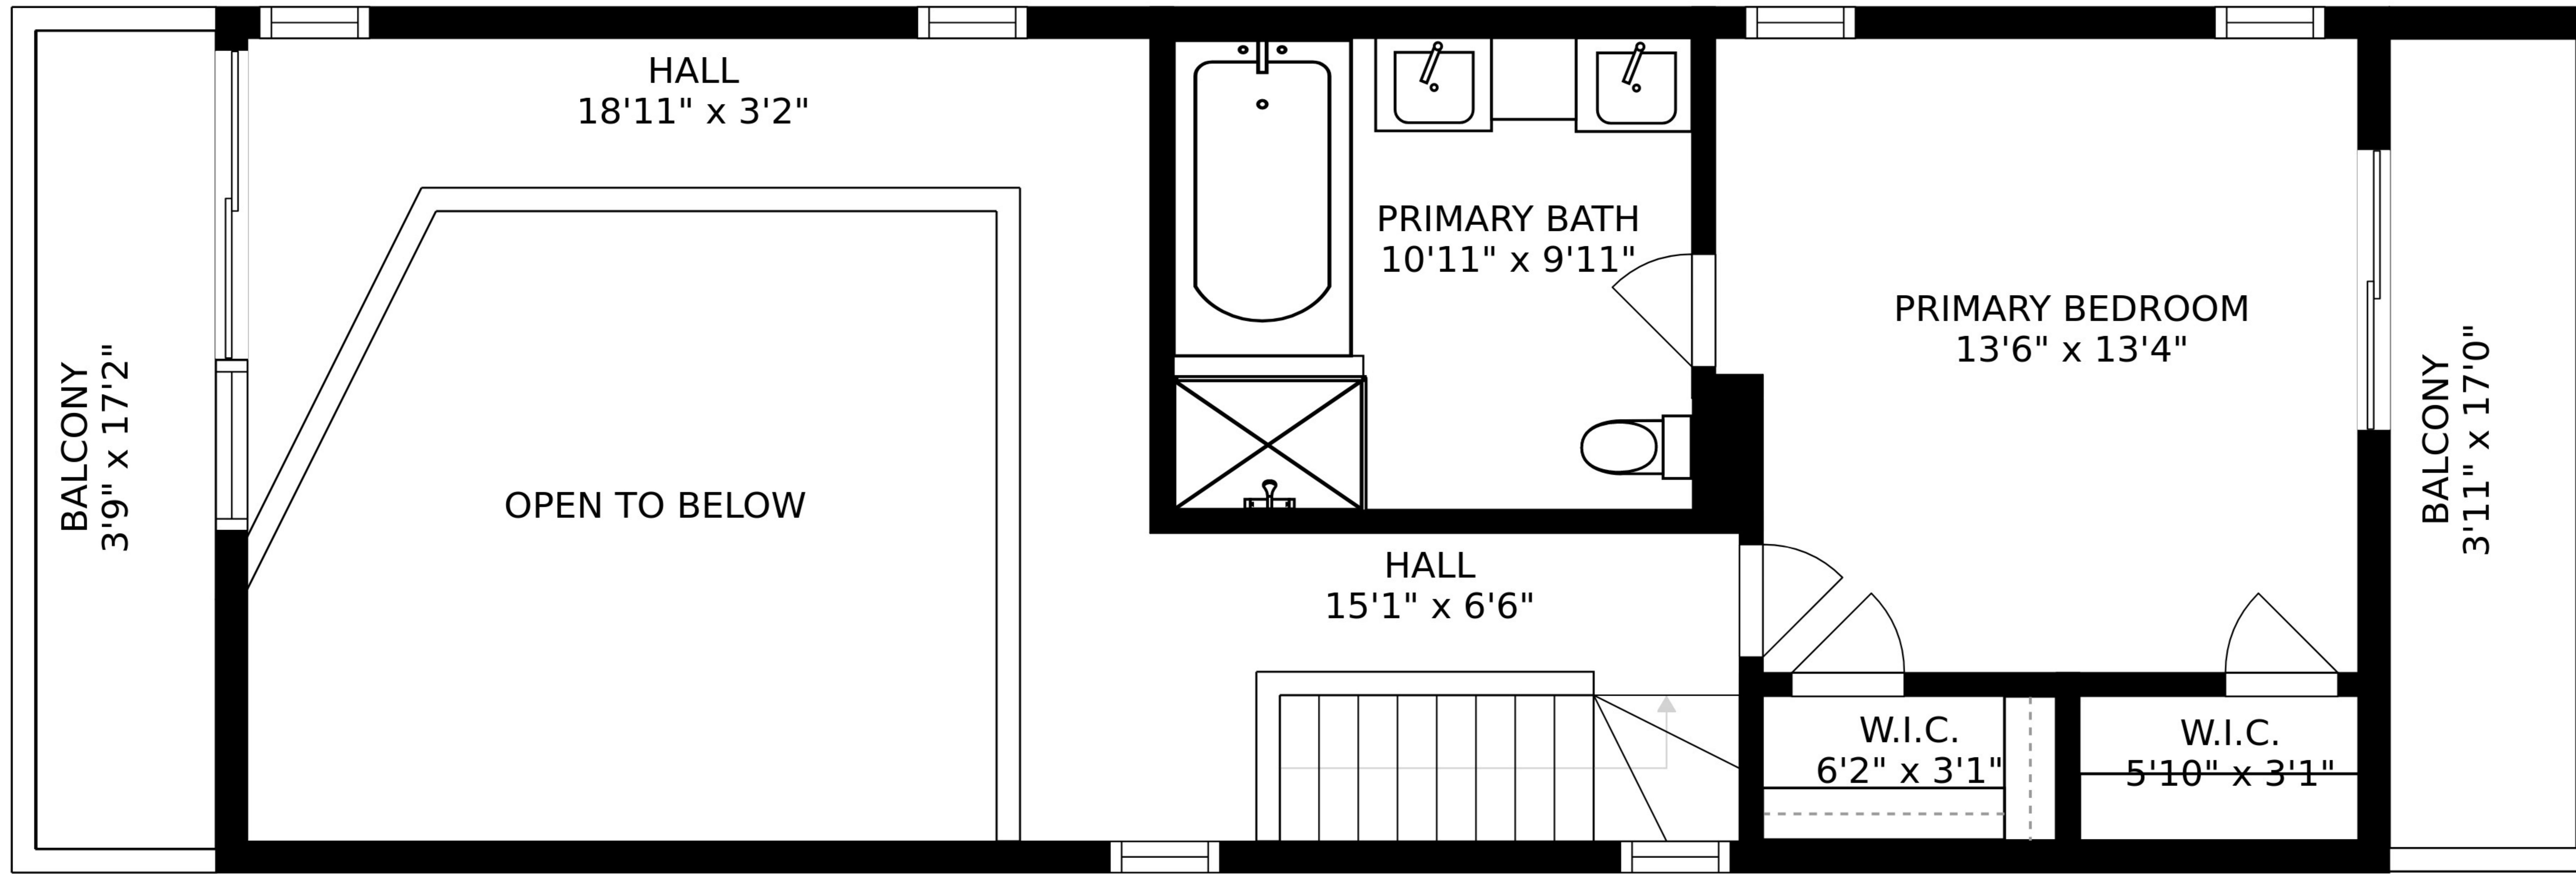 HALL
18'11" x 3'2"
PRIMARY BATH
10'11" x 9'11"
PRIMARY BEDROOM
13'6" x 13'4"
BALCONY
3'9" x 17'2"
OPEN TO BELOW
BALCONY
3'11" x 17'0"
HALL
15'1" x 6'6"
W.I.C.
6'2" x 3'1"
W.I.C.
5'10" x 3'1"